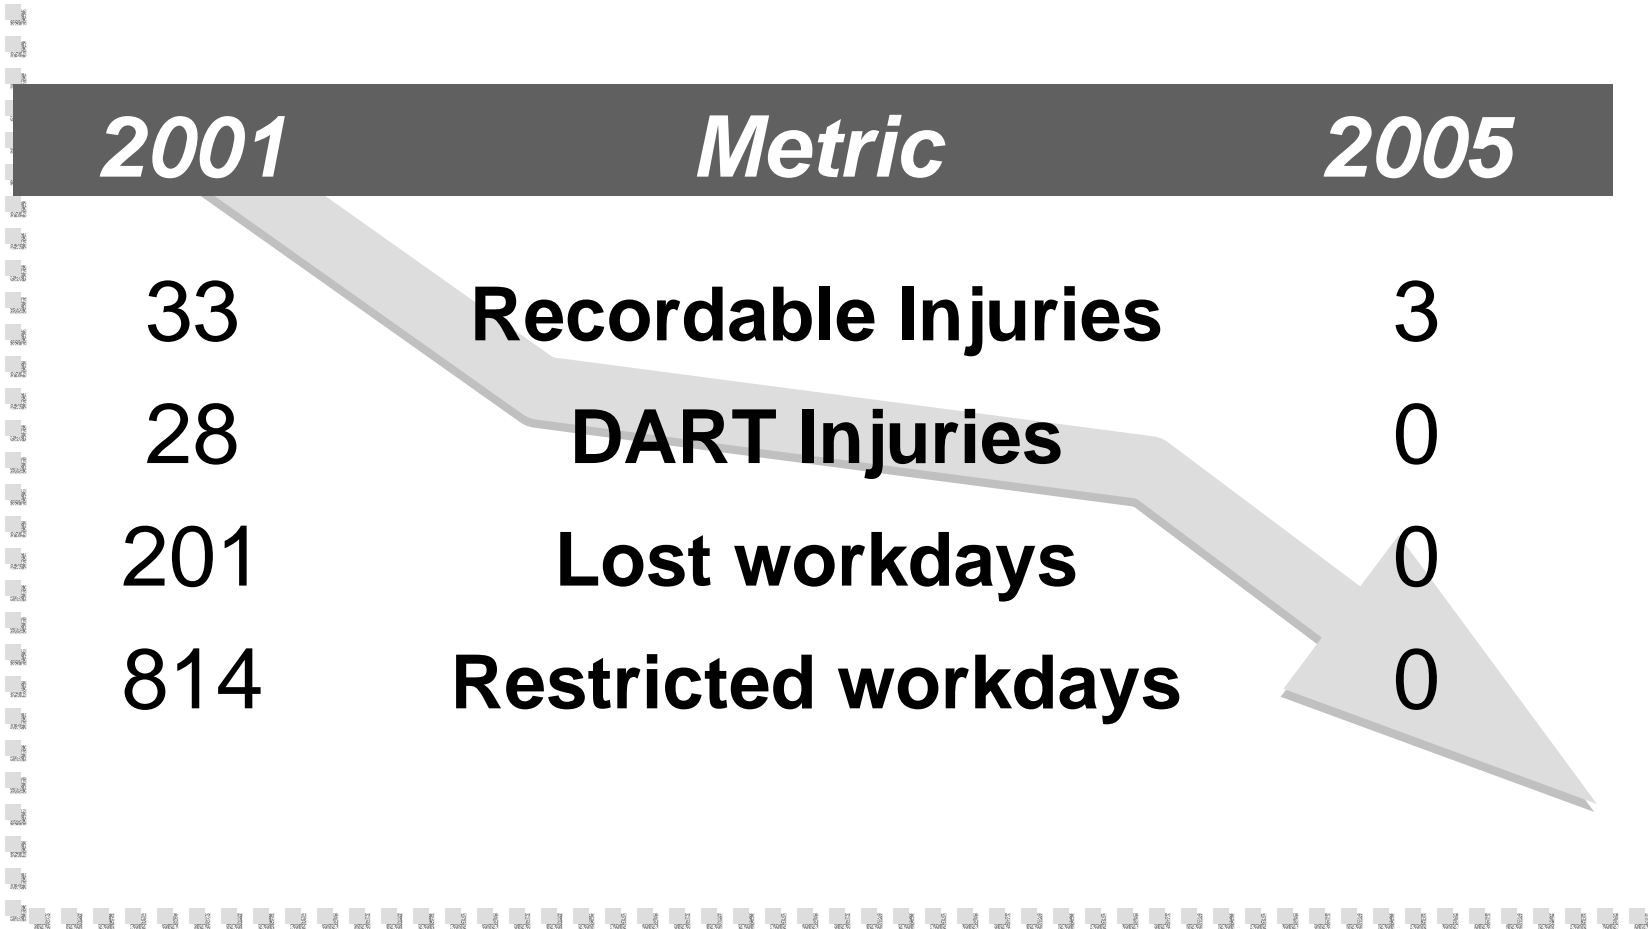 2001 Metric 2005
33 Recordable Injuries 3
28 DART Injuries 0
201 Lost workdays 0
814 Restricted workdays 0